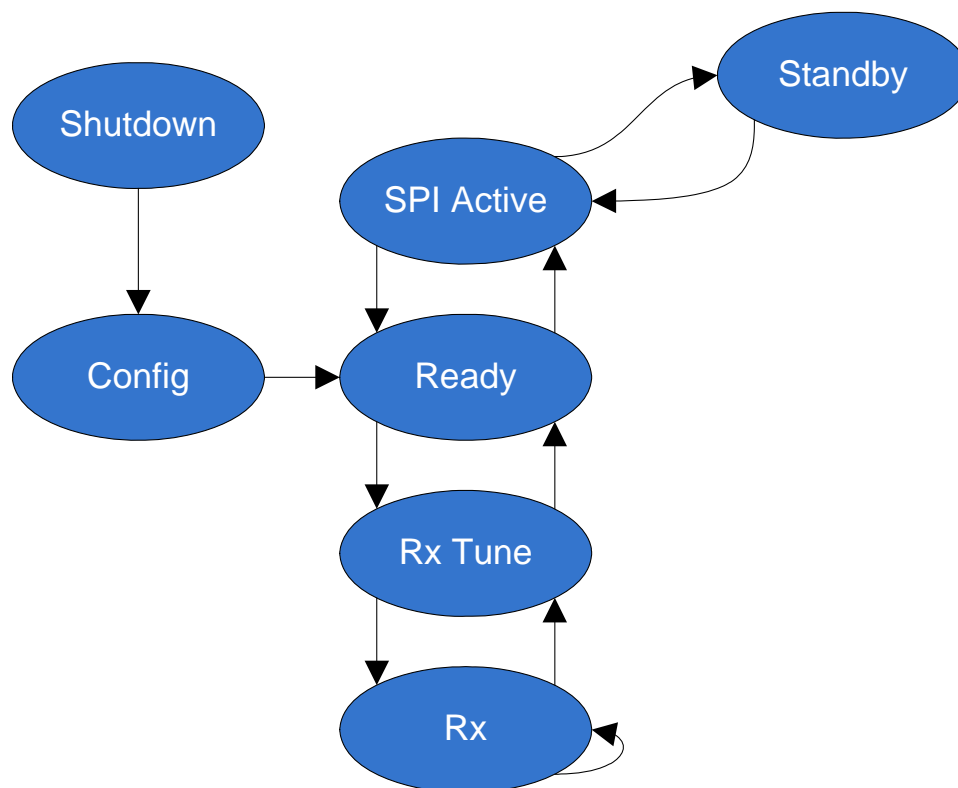 Standby
Shutdown
SPI Active
Config
Ready
Rx Tune
Rx